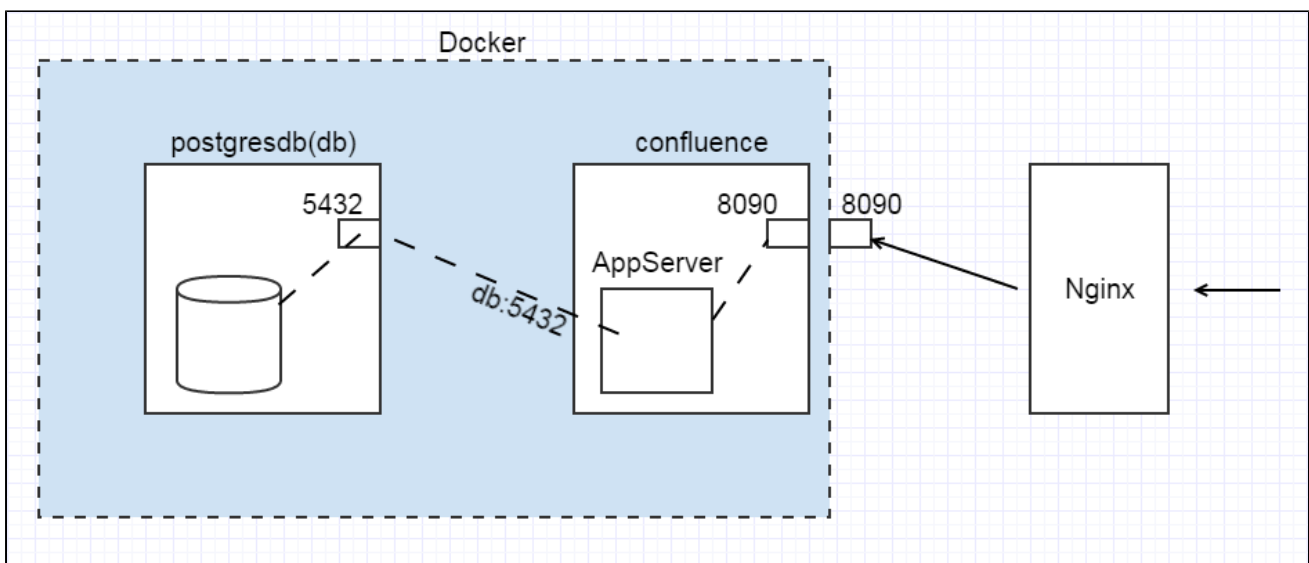 Docker
postgresdb(db)
confluence
5432
8090
8090
AppServer
db:5432
Nginx